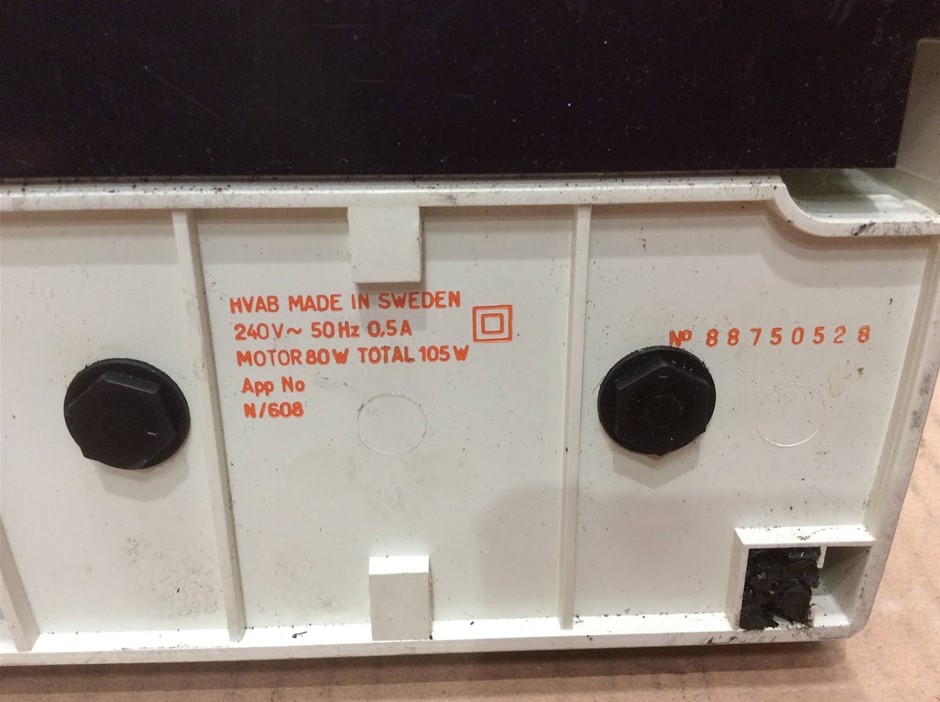 HVAB MADE IN SWEDEN
240V~ 50Hz 0.5A
MOTOR 80W TOTAL 105W
App No
N/608
Nº 88750528